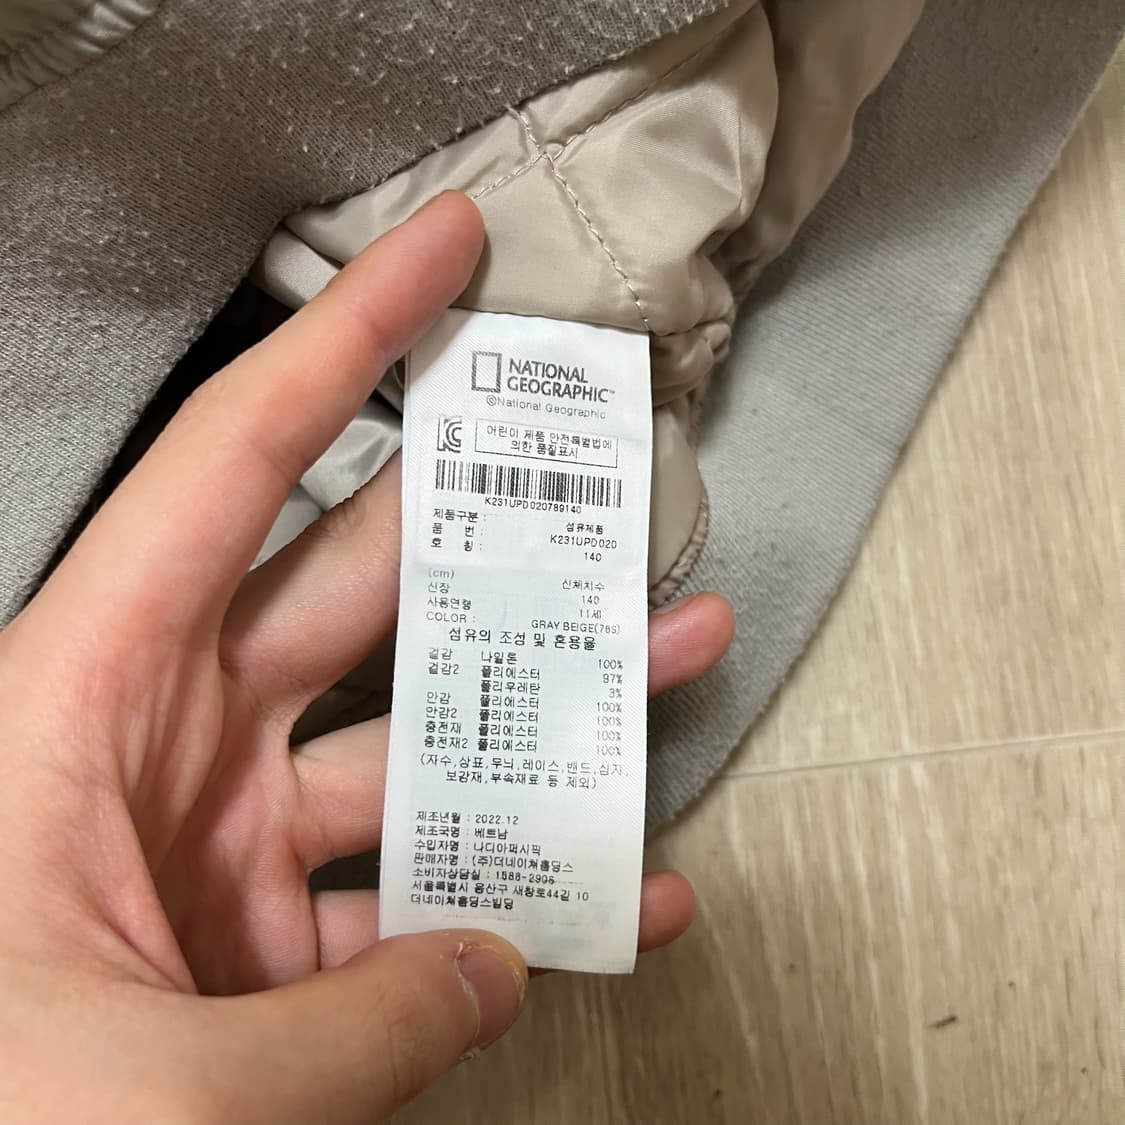 NATIONAL
GEOGRAPHIC™
©National Geographic
어린이 제품 안전특별법에
의한 품질표시
K231UPD020789140
제품구분 : 섬유제품
품 번 : K231UPD020
호 칭 : 140
(cm) 신체치수
신장 140
사용연령 11세
COLOR : GRAY BEIGE(789)
섬유의 조성 및 혼용율
겉감 나일론 100%
겉감2 폴리에스터 97%
폴리우레탄 3%
안감 폴리에스터 100%
안감2 폴리에스터 100%
충전재 폴리에스터 100%
충전재2 폴리에스터 100%
(자수,상표,무늬,레이스,밴드,심지,
보강재,부속재료 등 제외)
제조년월 : 2022.12
제조국명 : 베트남
수입자명 : 나디아퍼시픽
판매자명 : (주)더네이쳐홀딩스
소비자상담실 : 1588-2906
서울특별시 용산구 새창로44길 10
더네이쳐홀딩스빌딩